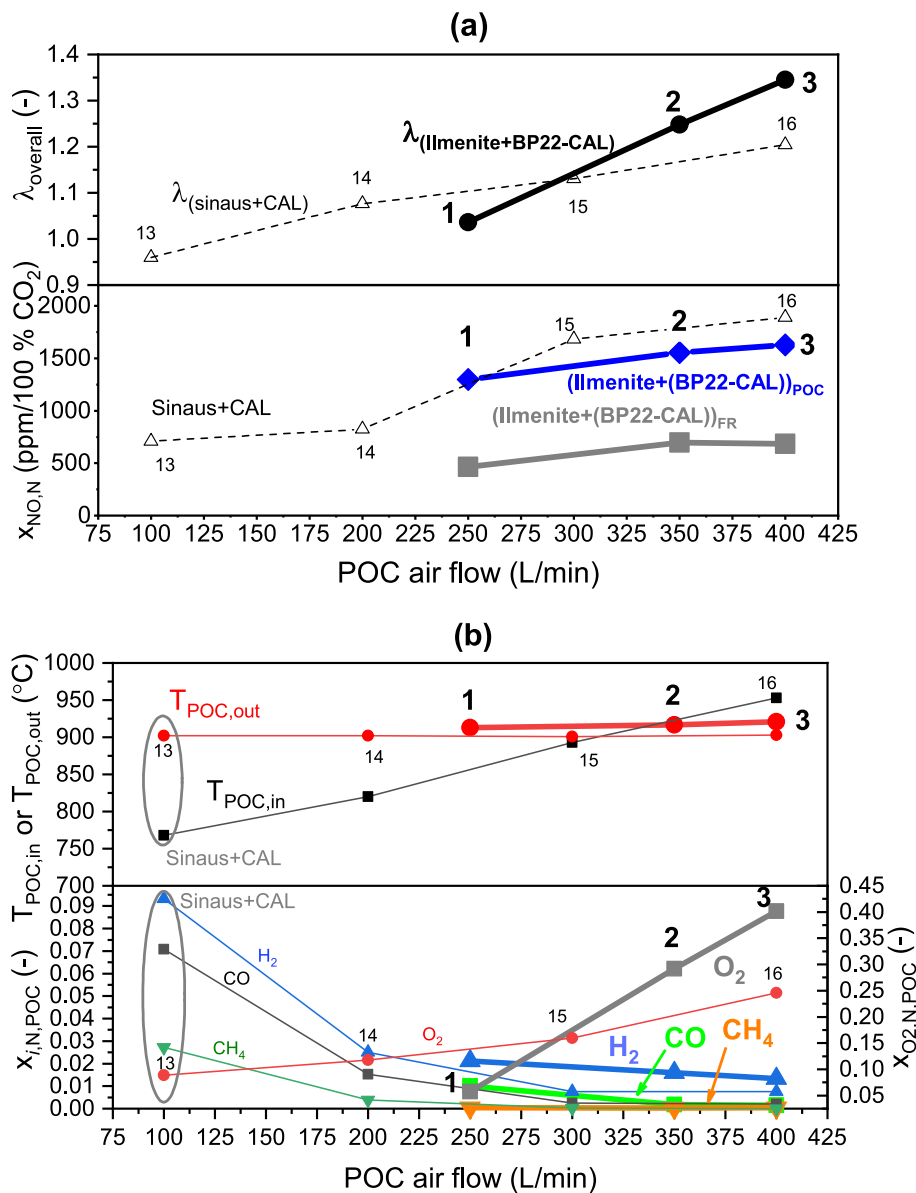 (a)
1.4
1.3
1.2
1.1
1.0
0.9
λoverall (-)
λ(sinaus+CAL)
λ(Ilmenite+BP22-CAL)
13
14
15
16
1
2
3
2000
1500
1000
500
0
xNO,N (ppm/100 % CO2)
Sinaus+CAL
(Ilmenite+(BP22-CAL))POC
(Ilmenite+(BP22-CAL))FR
13
14
15
16
1
2
3
75 100 125 150 175 200 225 250 275 300 325 350 375 400 425
POC air flow (L/min)
(b)
1000
950
900
850
800
750
700
TPOC,in or TPOC,out (°C)
TPOC,out
TPOC,in
Sinaus+CAL
13
14
15
16
1
2
3
0.09
0.08
0.07
0.06
0.05
0.04
0.03
0.02
0.01
0.00
xi,N,POC (-)
Sinaus+CAL
H2
CO
CH4
O2
13
14
15
16
1
2
3
O2
H2
CO
CH4
0.45
0.40
0.35
0.30
0.25
0.20
0.15
0.10
0.05
0.00
xO2,N,POC (-)
75 100 125 150 175 200 225 250 275 300 325 350 375 400 425
POC air flow (L/min)